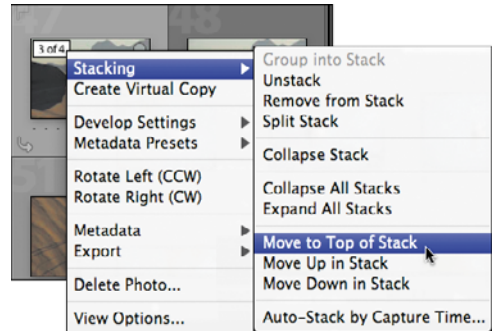 47
48
3 of 4
Stacking
Create Virtual Copy
Develop Settings
Metadata Presets
Rotate Left (CCW)
Rotate Right (CW)
Metadata
Export
Delete Photo...
View Options...
51
Group into Stack
Unstack
Remove from Stack
Split Stack
Collapse Stack
Collapse All Stacks
Expand All Stacks
Move to Top of Stack
Move Up in Stack
Move Down in Stack
Auto-Stack by Capture Time...